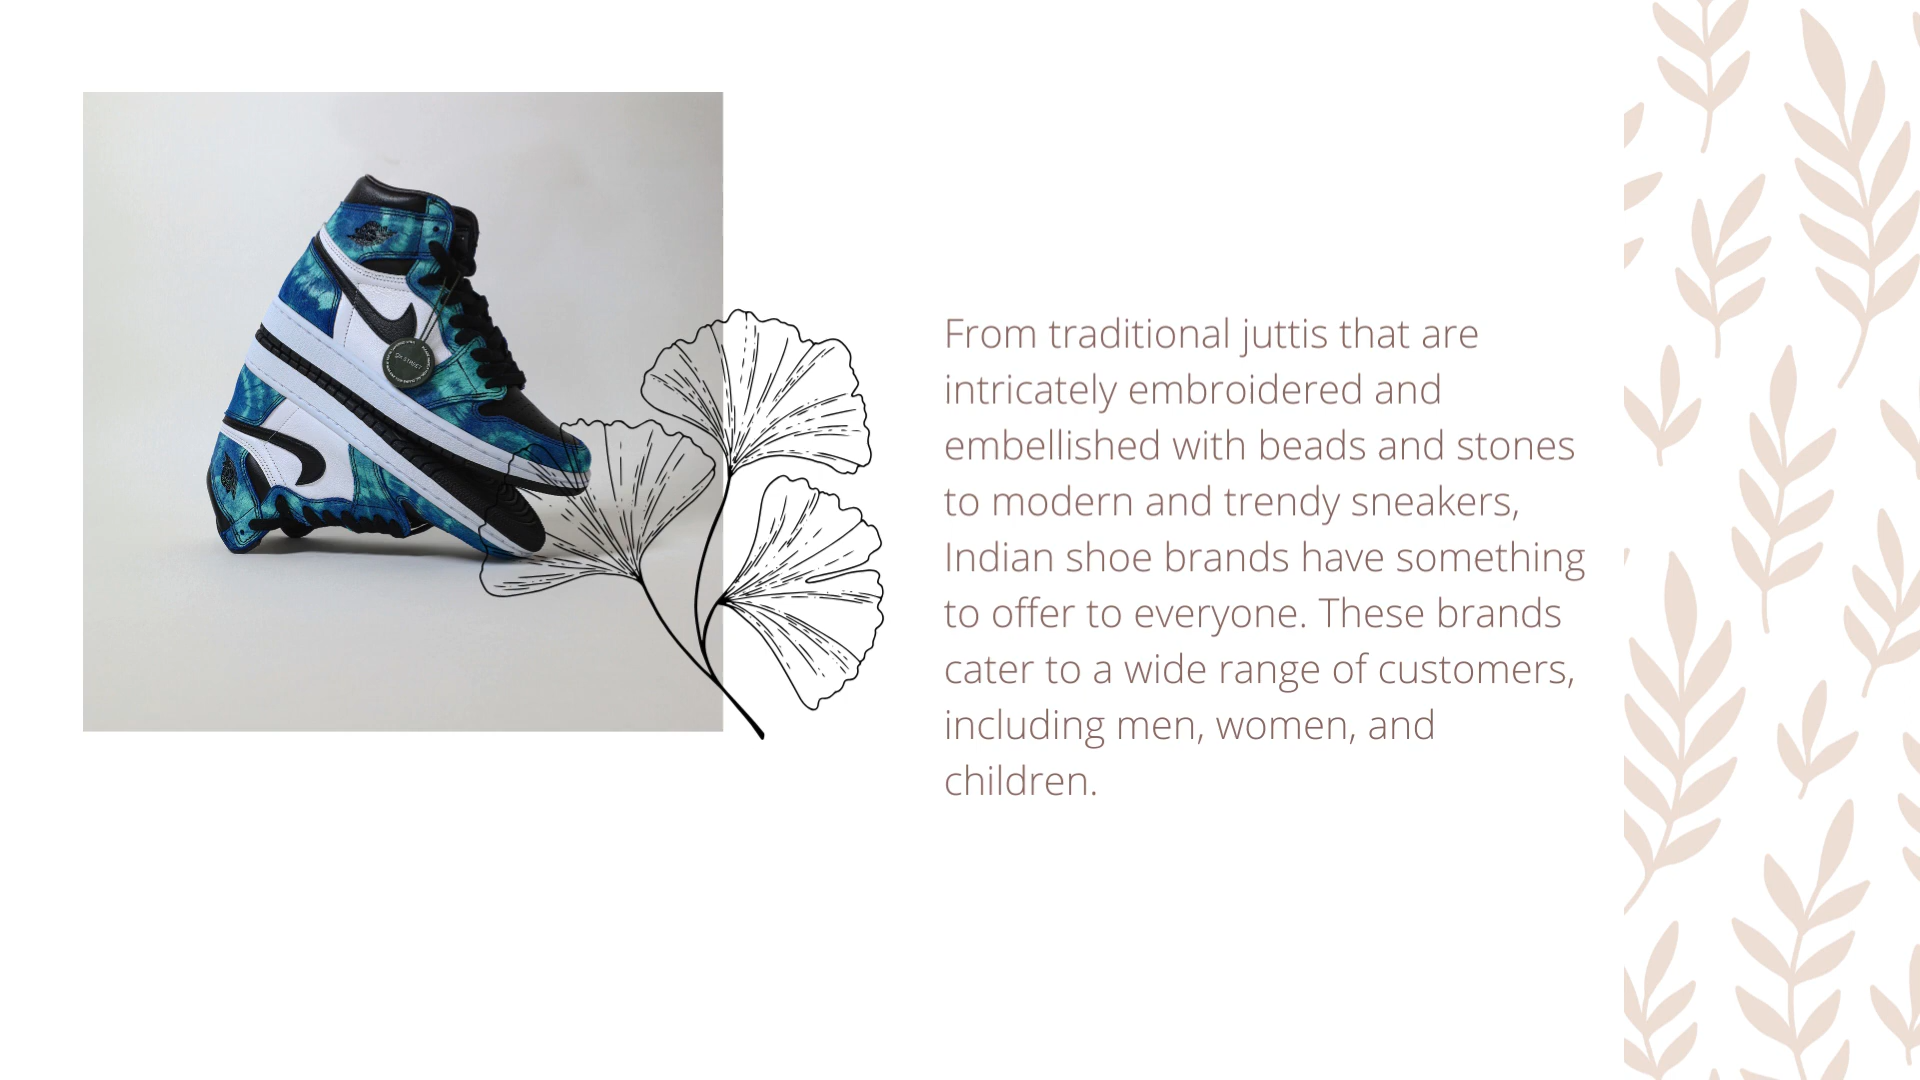 From traditional juttis that are
intricately embroidered and
embellished with beads and stones
to modern and trendy sneakers,
Indian shoe brands have something
to offer to everyone. These brands
cater to a wide range of customers,
including men, women, and
children.